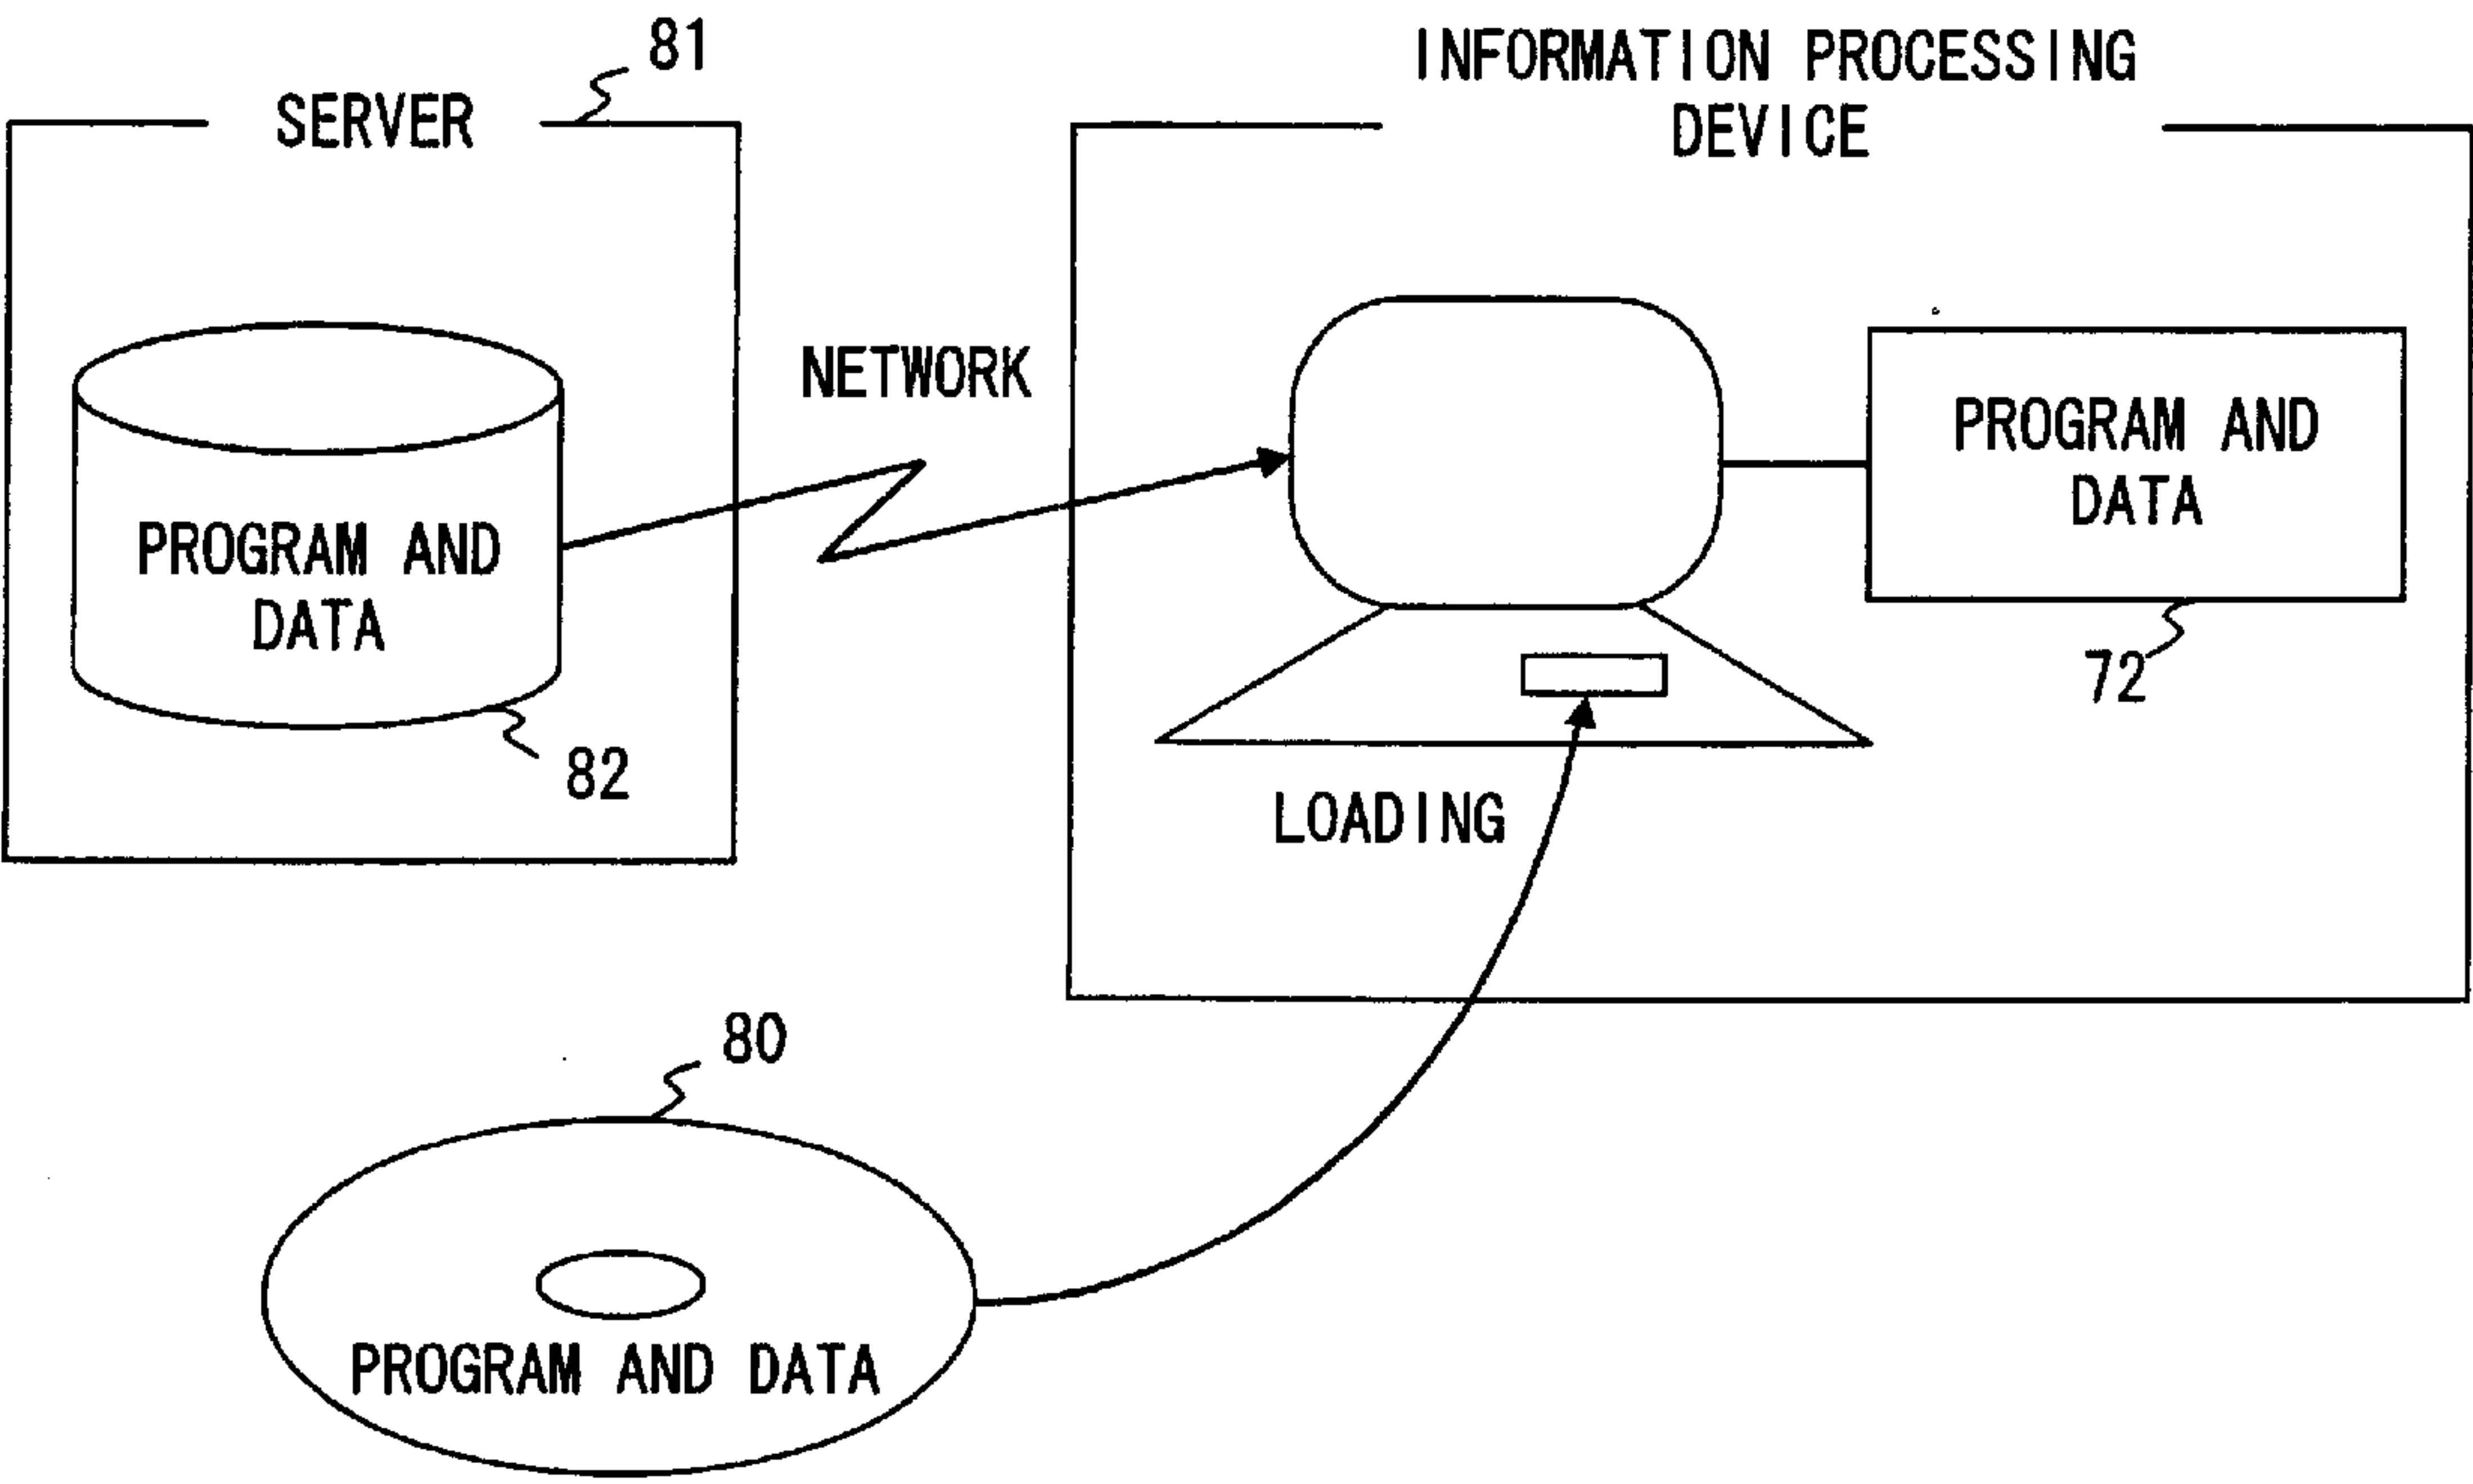 81
SERVER
INFORMATION PROCESSING
DEVICE
NETWORK
PROGRAM AND
DATA
82
PROGRAM AND
DATA
72
LOADING
80
PROGRAM AND DATA